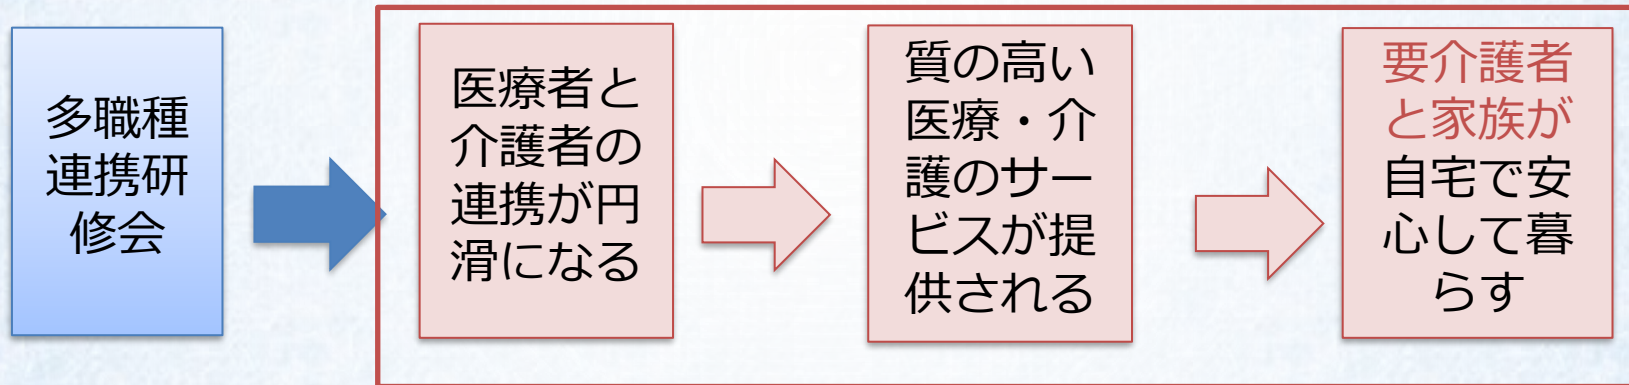 多職種
連携研
修会
医療者と
介護者の
連携が円
滑になる
質の高い
医療・介
護のサー
ビスが提
供される
要介護者
と家族が
自宅で安
心して暮
らす